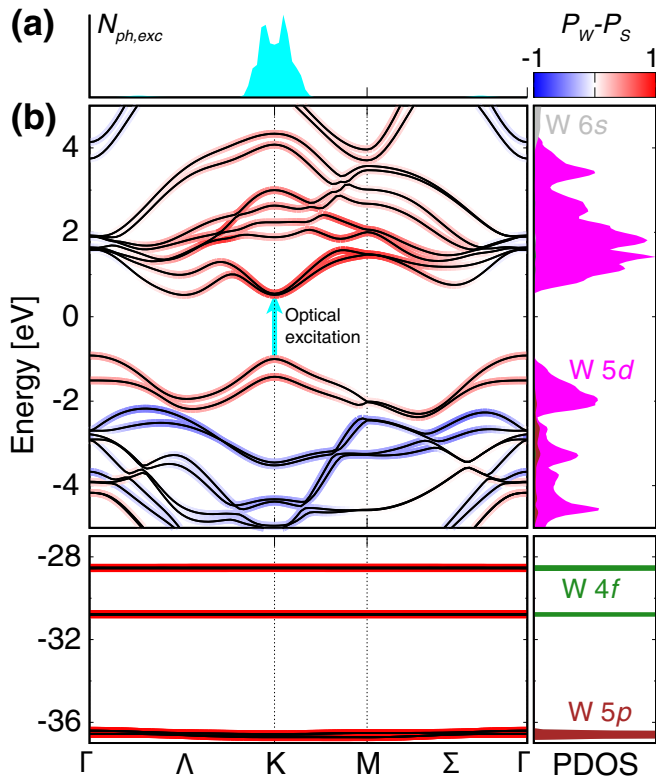 (a)
N_ph,exc
P_W-P_S
-1
1
(b)
W 6s
4
2
0
-2
-4
Energy [eV]
Optical
excitation
W 5d
-28
-32
-36
W 4f
W 5p
Γ
Λ
K
M
Σ
Γ
PDOS